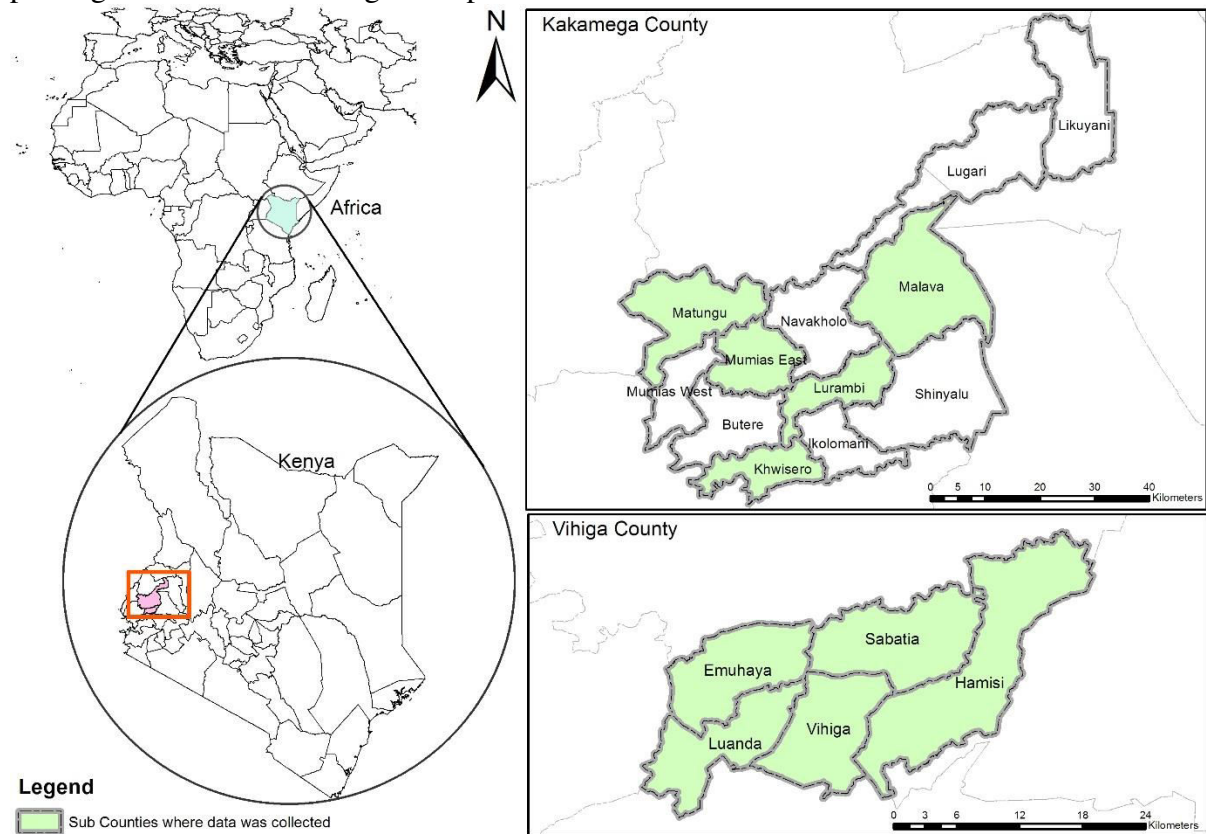 N
Africa
Kenya
Legend
Sub Counties where data was collected
Kakamega County
Likuyani
Lugari
Malava
Matungu
Navakholo
Mumias East
Lurambi
Mumias West
Shinyalu
Butere
Ikolomani
Khwisero
0 5 10 20 30 40
Kilometers
Vihiga County
Sabatia
Emuhaya
Hamisi
Vihiga
Luanda
0 3 6 12 18 24
Kilometers